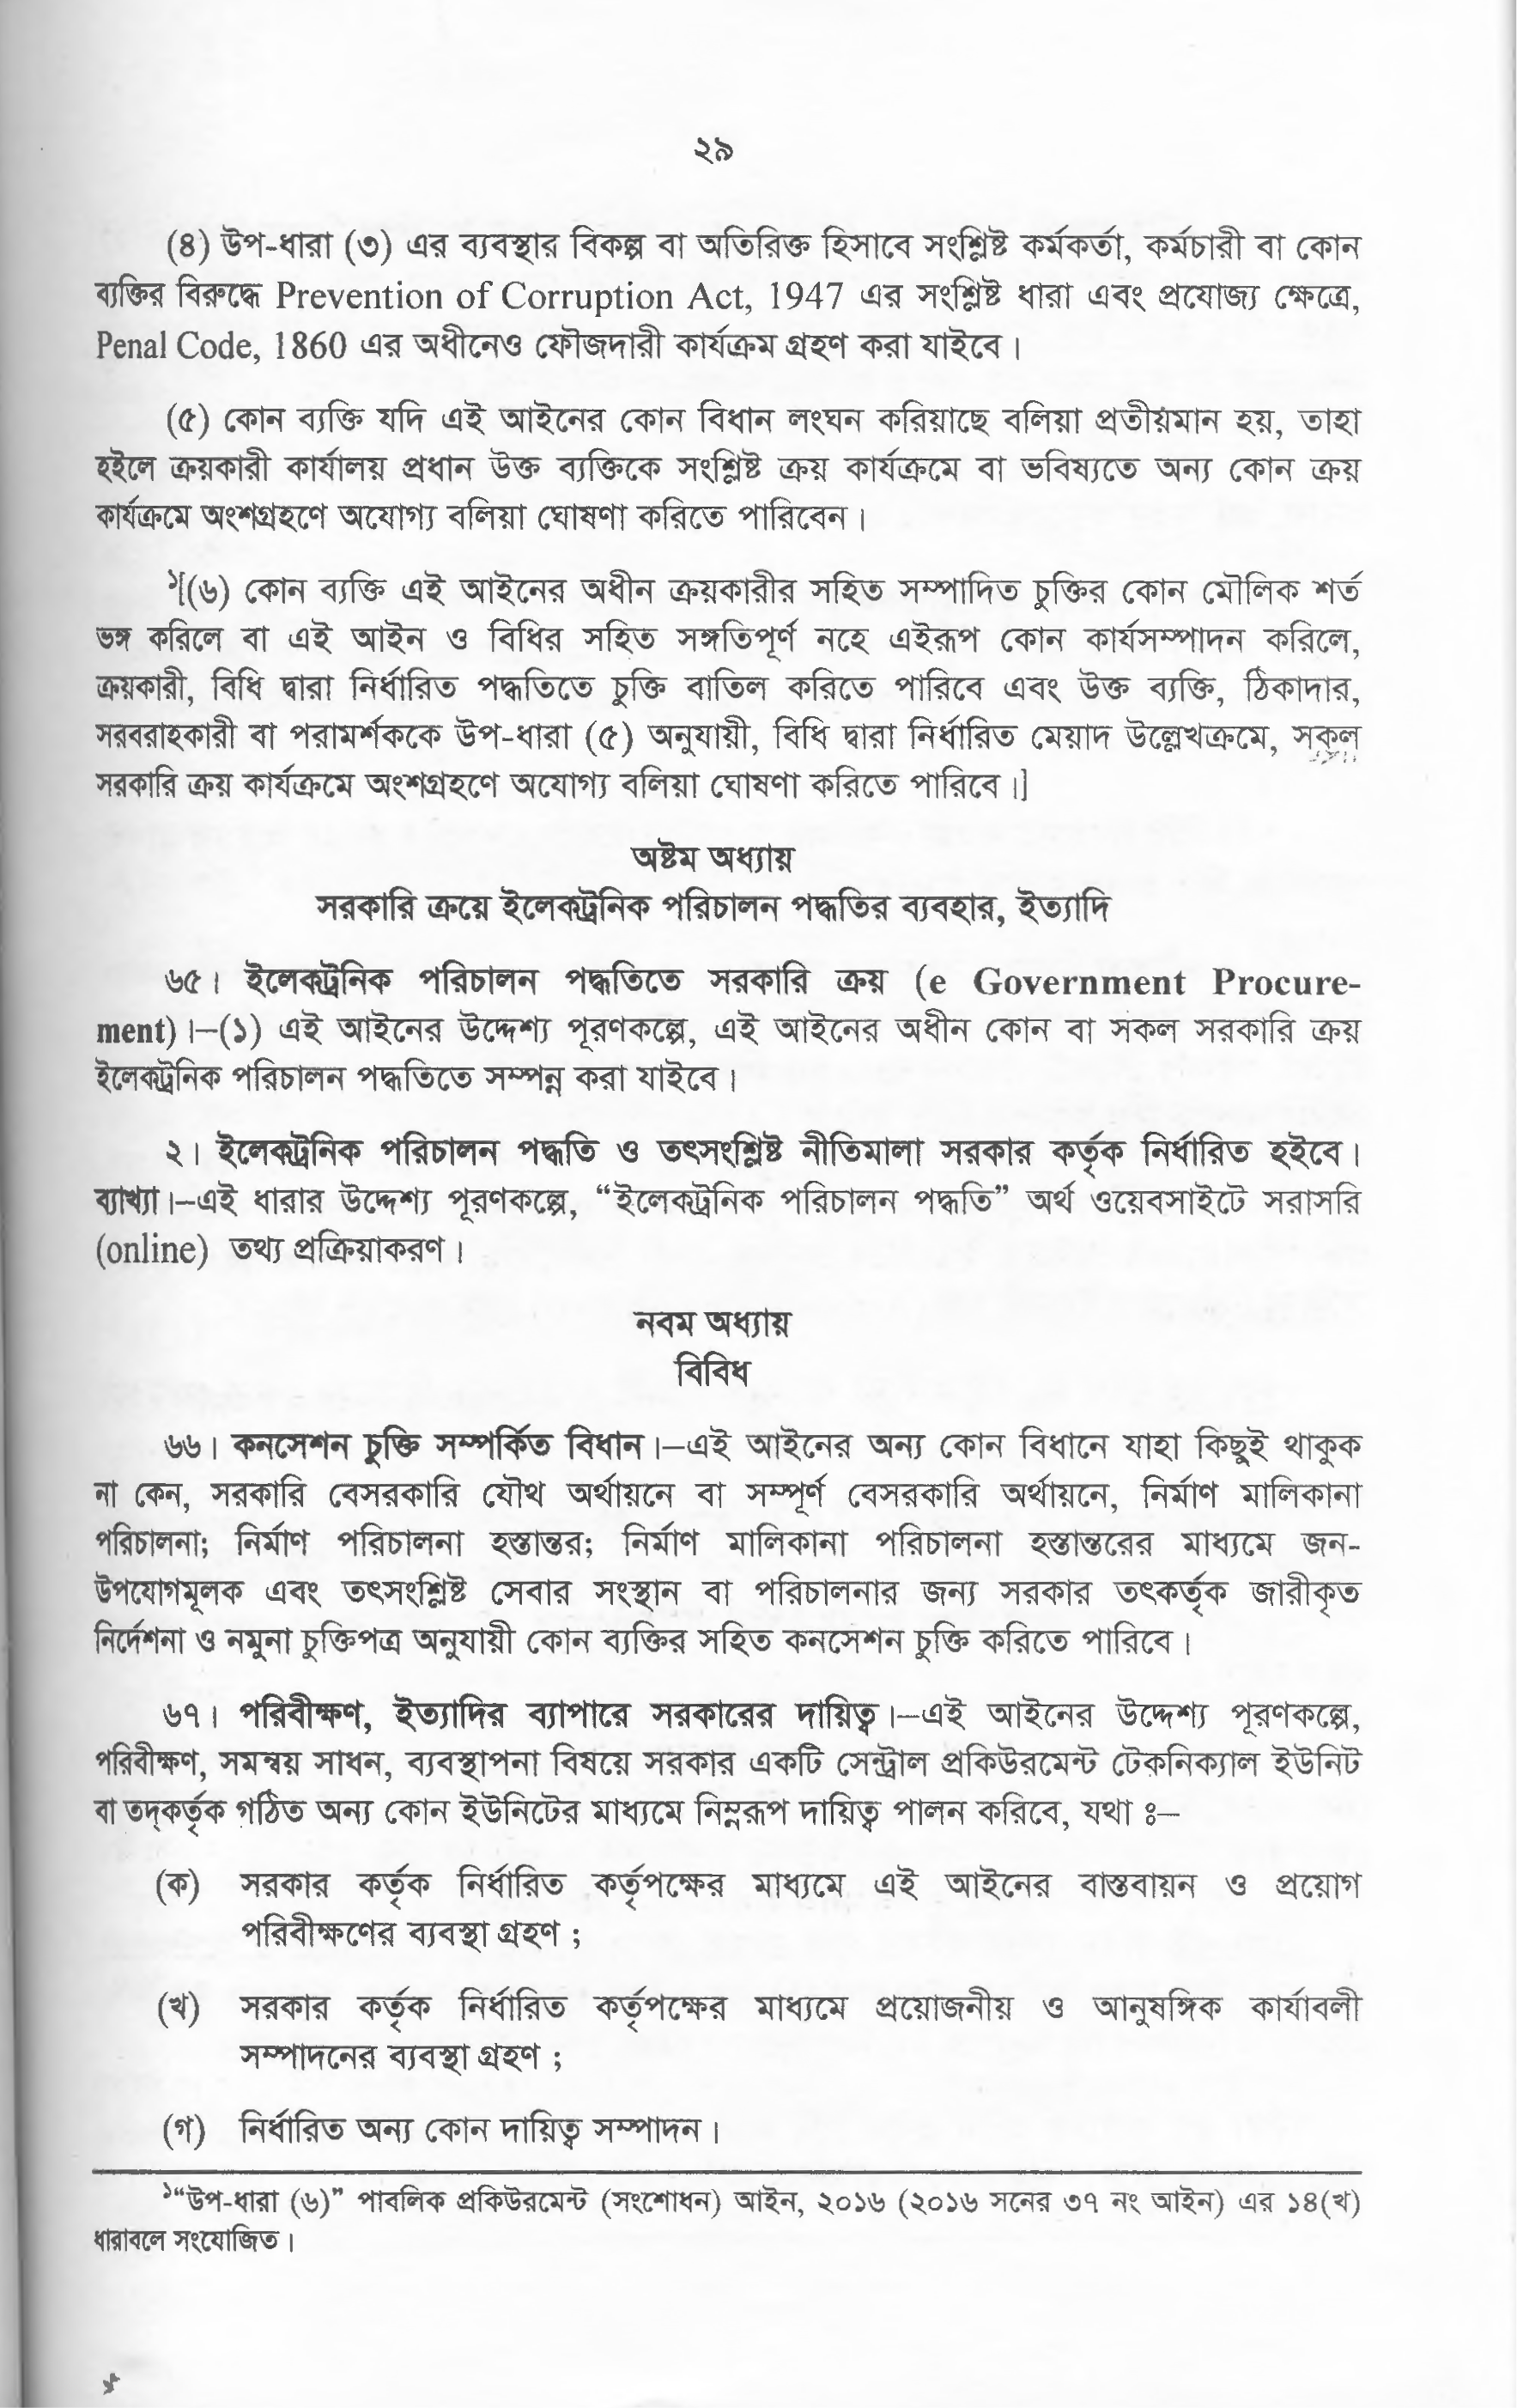 ২৯
(৪) উপ-ধারা (৩) এর ব্যবস্থার বিকল্প বা অতিরিক্ত হিসাবে সংশ্লিষ্ট কর্মকর্তা, কর্মচারী বা কোন
ব্যক্তির বিরুদ্ধে Prevention of Corruption Act, 1947 এর সংশ্লিষ্ট ধারা এবং প্রযোজ্য ক্ষেত্রে,
Penal Code, 1860 এর অধীনেও ফৌজদারী কার্যক্রম গ্রহণ করা যাইবে।
(৫) কোন ব্যক্তি যদি এই আইনের কোন বিধান লংঘন করিয়াছে বলিয়া প্রতীয়মান হয়, তাহা
হইলে ক্রয়কারী কার্যালয় প্রধান উক্ত ব্যক্তিকে সংশ্লিষ্ট ক্রয় কার্যক্রমে বা ভবিষ্যতে অন্য কোন ক্রয়
কার্যক্রমে অংশগ্রহণে অযোগ্য বলিয়া ঘোষণা করিতে পারিবেন।
১[(৬) কোন ব্যক্তি এই আইনের অধীন ক্রয়কারীর সহিত সম্পাদিত চুক্তির কোন মৌলিক শর্ত
ভঙ্গ করিলে বা এই আইন ও বিধির সহিত সঙ্গতিপূর্ণ নহে এইরূপ কোন কার্যসম্পাদন করিলে,
ক্রয়কারী, বিধি দ্বারা নির্ধারিত পদ্ধতিতে চুক্তি বাতিল করিতে পারিবে এবং উক্ত ব্যক্তি, ঠিকাদার,
সরবরাহকারী বা পরামর্শককে উপ-ধারা (৫) অনুযায়ী, বিধি দ্বারা নির্ধারিত মেয়াদ উল্লেখক্রমে, সকল
সরকারি ক্রয় কার্যক্রমে অংশগ্রহণে অযোগ্য বলিয়া ঘোষণা করিতে পারিবে।]
অষ্টম অধ্যায়
সরকারি ক্রয়ে ইলেকট্রনিক পরিচালন পদ্ধতির ব্যবহার, ইত্যাদি
৬৫। ইলেকট্রনিক পরিচালন পদ্ধতিতে সরকারি ক্রয় (e Government Procure-
ment)।–(১) এই আইনের উদ্দেশ্য পূরণকল্পে, এই আইনের অধীন কোন বা সকল সরকারি ক্রয়
ইলেকট্রনিক পরিচালন পদ্ধতিতে সম্পন্ন করা যাইবে।
২। ইলেকট্রনিক পরিচালন পদ্ধতি ও তৎসংশ্লিষ্ট নীতিমালা সরকার কর্তৃক নির্ধারিত হইবে।
ব্যাখ্যা।–এই ধারার উদ্দেশ্য পূরণকল্পে, “ইলেকট্রনিক পরিচালন পদ্ধতি” অর্থ ওয়েবসাইটে সরাসরি
(online) তথ্য প্রক্রিয়াকরণ।
নবম অধ্যায়
বিবিধ
৬৬। কনসেশন চুক্তি সম্পর্কিত বিধান।–এই আইনের অন্য কোন বিধানে যাহা কিছুই থাকুক
না কেন, সরকারি বেসরকারি যৌথ অর্থায়নে বা সম্পূর্ণ বেসরকারি অর্থায়নে, নির্মাণ মালিকানা
পরিচালনা; নির্মাণ পরিচালনা হস্তান্তর; নির্মাণ মালিকানা পরিচালনা হস্তান্তরের মাধ্যমে জন-
উপযোগমূলক এবং তৎসংশ্লিষ্ট সেবার সংস্থান বা পরিচালনার জন্য সরকার তৎকর্তৃক জারীকৃত
নির্দেশনা ও নমুনা চুক্তিপত্র অনুযায়ী কোন ব্যক্তির সহিত কনসেশন চুক্তি করিতে পারিবে।
৬৭। পরিবীক্ষণ, ইত্যাদির ব্যাপারে সরকারের দায়িত্ব।–এই আইনের উদ্দেশ্য পূরণকল্পে,
পরিবীক্ষণ, সমন্বয় সাধন, ব্যবস্থাপনা বিষয়ে সরকার একটি সেন্ট্রাল প্রকিউরমেন্ট টেকনিক্যাল ইউনিট
বা তদ্‌কর্তৃক গঠিত অন্য কোন ইউনিটের মাধ্যমে নিম্নরূপ দায়িত্ব পালন করিবে, যথা ঃ–
(ক) সরকার কর্তৃক নির্ধারিত কর্তৃপক্ষের মাধ্যমে এই আইনের বাস্তবায়ন ও প্রয়োগ
পরিবীক্ষণের ব্যবস্থা গ্রহণ ;
(খ) সরকার কর্তৃক নির্ধারিত কর্তৃপক্ষের মাধ্যমে প্রয়োজনীয় ও আনুষঙ্গিক কার্যাবলী
সম্পাদনের ব্যবস্থা গ্রহণ ;
(গ) নির্ধারিত অন্য কোন দায়িত্ব সম্পাদন।
১“উপ-ধারা (৬)” পাবলিক প্রকিউরমেন্ট (সংশোধন) আইন, ২০১৬ (২০১৬ সনের ৩৭ নং আইন) এর ১৪(খ)
ধারাবলে সংযোজিত।